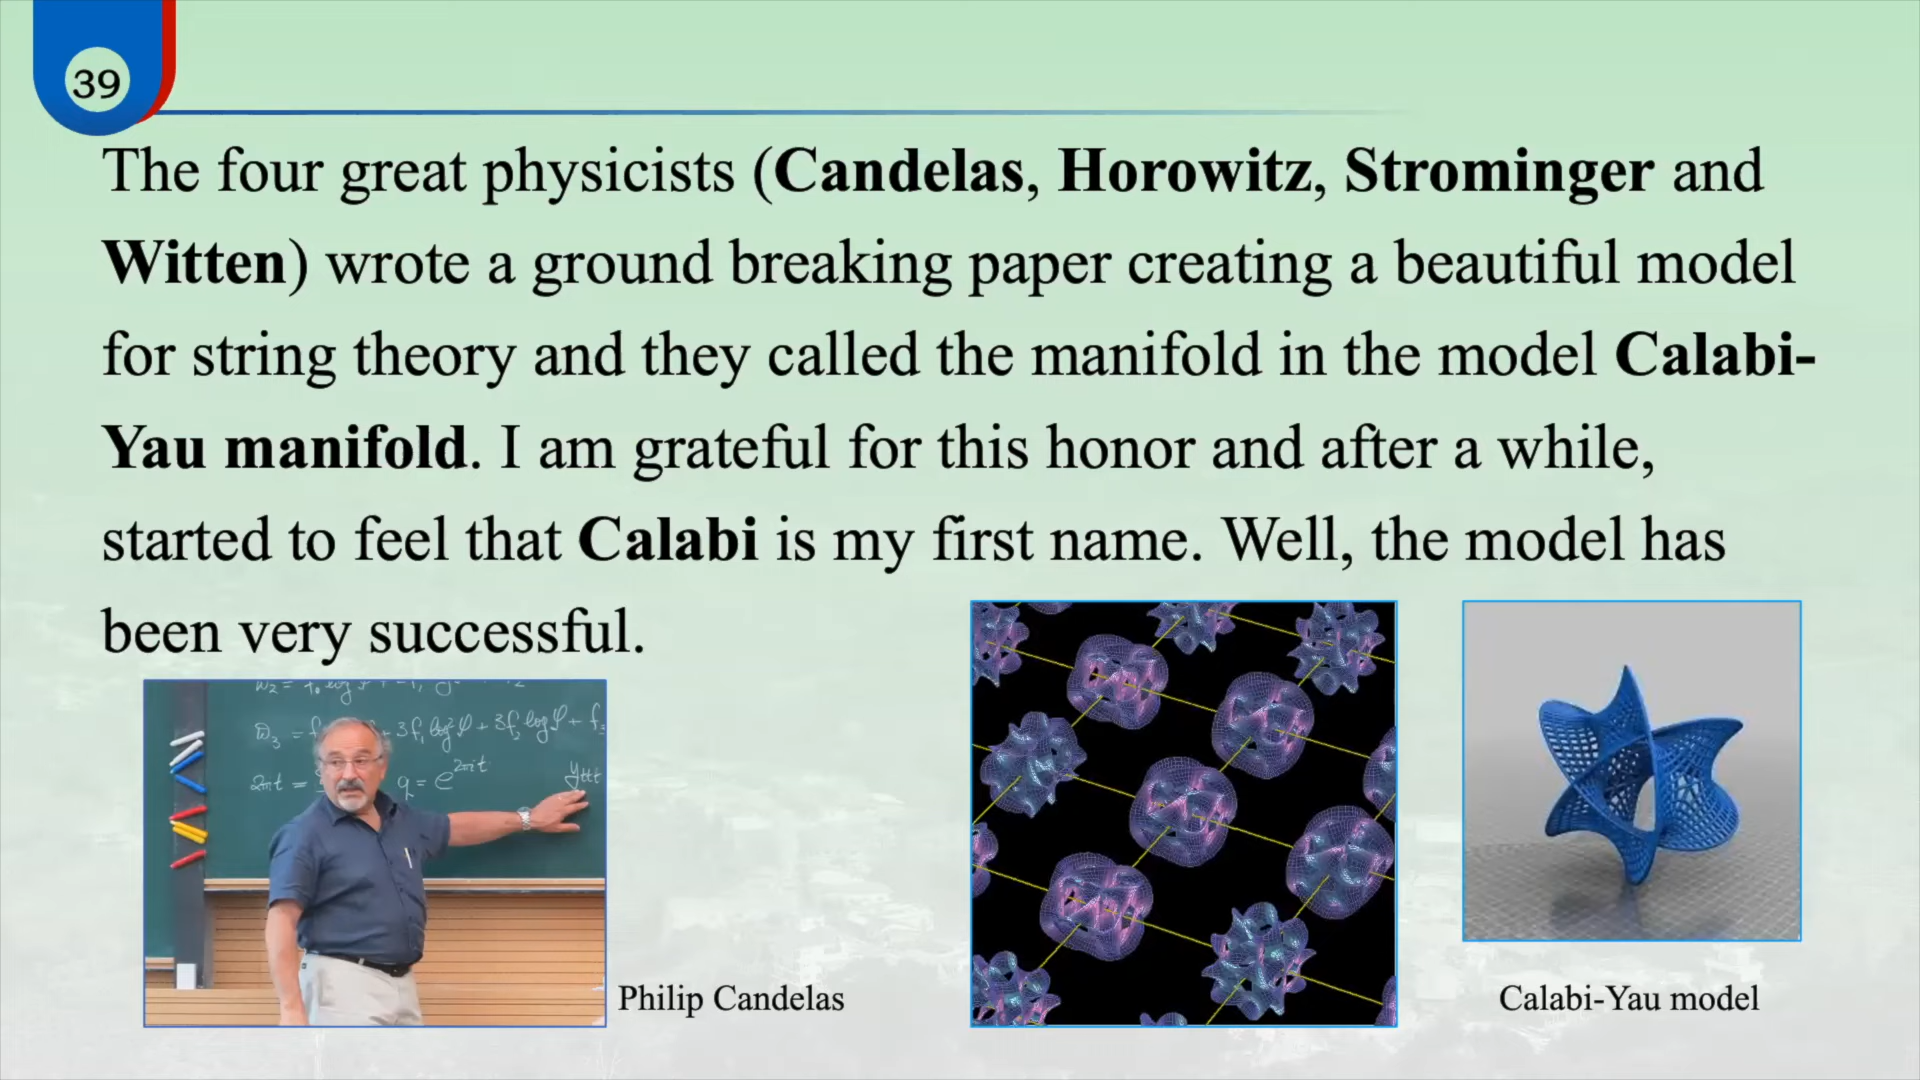 39
The four great physicists (Candelas, Horowitz, Strominger and
Witten) wrote a ground breaking paper creating a beautiful model
for string theory and they called the manifold in the model Calabi-
Yau manifold. I am grateful for this honor and after a while,
started to feel that Calabi is my first name. Well, the model has
been very successful.
q = e^{2πit}
Philip Candelas
Calabi-Yau model